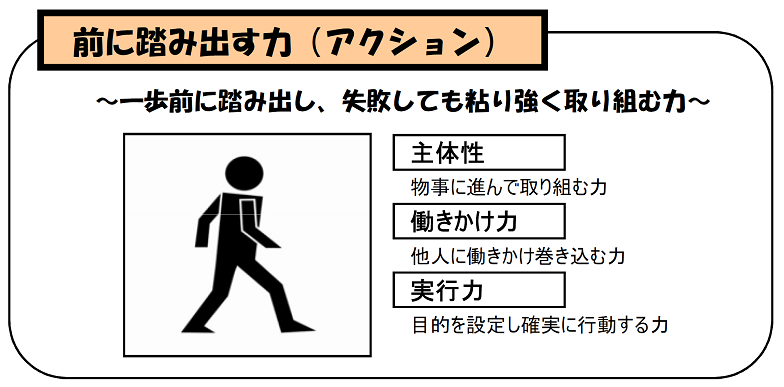 前に踏み出す力（アクション）
～一歩前に踏み出し、失敗しても粘り強く取り組む力～
主体性
物事に進んで取り組む力
働きかけ力
他人に働きかけ巻き込む力
実行力
目的を設定し確実に行動する力